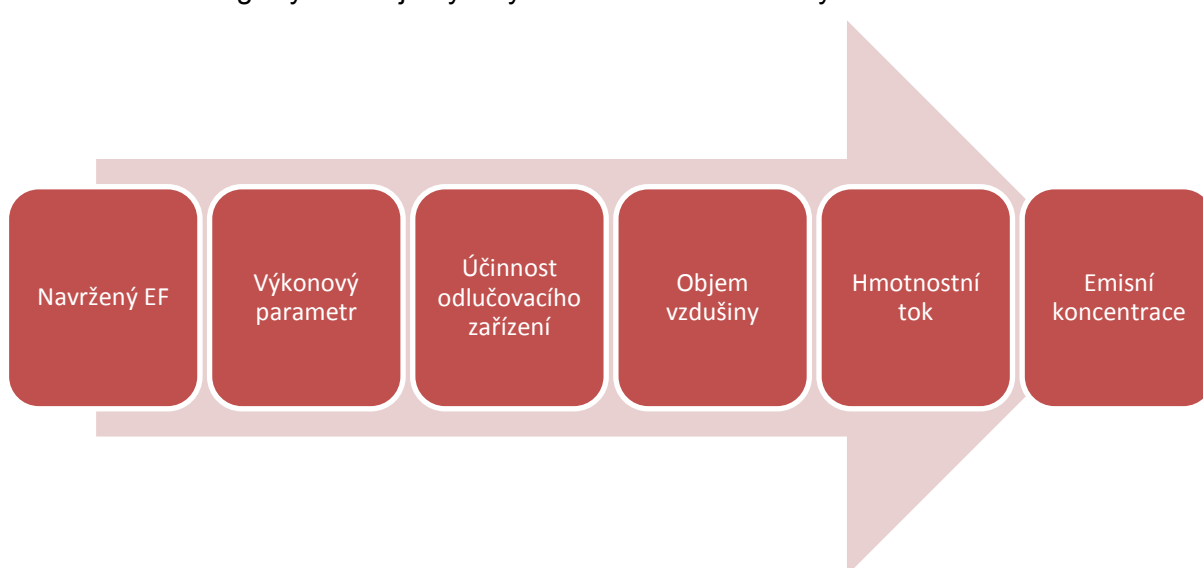 Navržený EF
Výkonový
parametr
Účinnost
odlučovacího
zařízení
Objem
vzdušiny
Hmotnostní
tok
Emisní
koncentrace